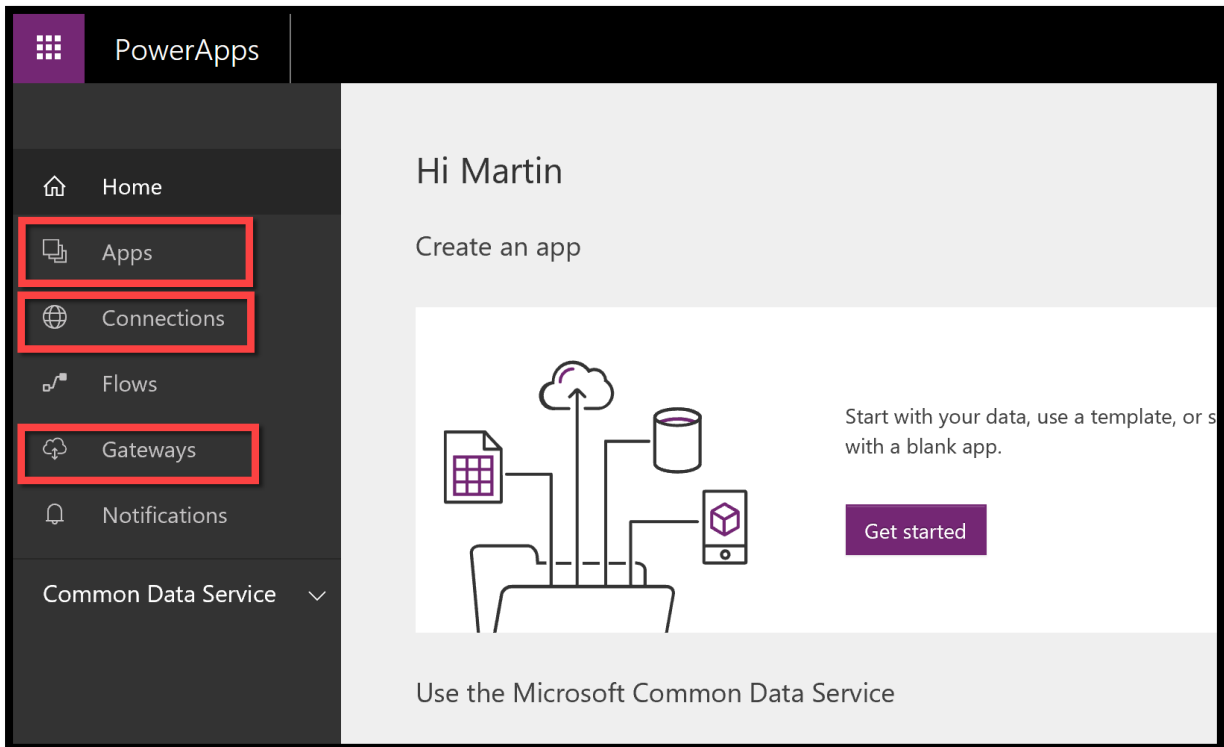 PowerApps
Home
Apps
Connections
Flows
Gateways
Notifications
Common Data Service
Hi Martin
Create an app
Start with your data, use a template, or s
with a blank app.
Get started
Use the Microsoft Common Data Service